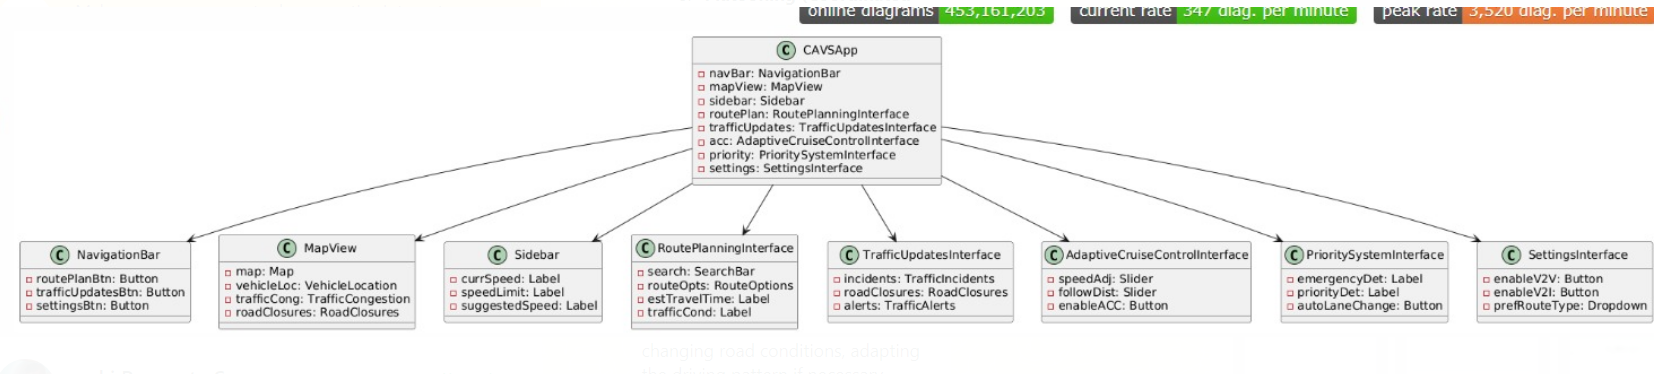 online diagrams 453,161,203 current rate 347 diag. per minute peak rate 3,520 diag. per minute
C CAVSApp
navBar: NavigationBar
mapView: MapView
sidebar: Sidebar
routePlan: RoutePlanningInterface
trafficUpdates: TrafficUpdatesInterface
acc: AdaptiveCruiseControlInterface
priority: PrioritySystemInterface
settings: SettingsInterface
C NavigationBar
routePlanBtn: Button
trafficUpdatesBtn: Button
settingsBtn: Button
C MapView
map: Map
vehicleLoc: VehicleLocation
trafficCong: TrafficCongestion
roadClosures: RoadClosures
C Sidebar
currSpeed: Label
speedLimit: Label
suggestedSpeed: Label
C RoutePlanningInterface
search: SearchBar
routeOpts: RouteOptions
estTravelTime: Label
trafficCond: Label
C TrafficUpdatesInterface
incidents: TrafficIncidents
roadClosures: RoadClosures
alerts: TrafficAlerts
C AdaptiveCruiseControlInterface
speedAdj: Slider
followDist: Slider
enableACC: Button
C PrioritySystemInterface
emergencyDet: Label
priorityDet: Label
autoLaneChange: Button
C SettingsInterface
enableV2V: Button
enableV2I: Button
prefRouteType: Dropdown
changing road conditions, adapting